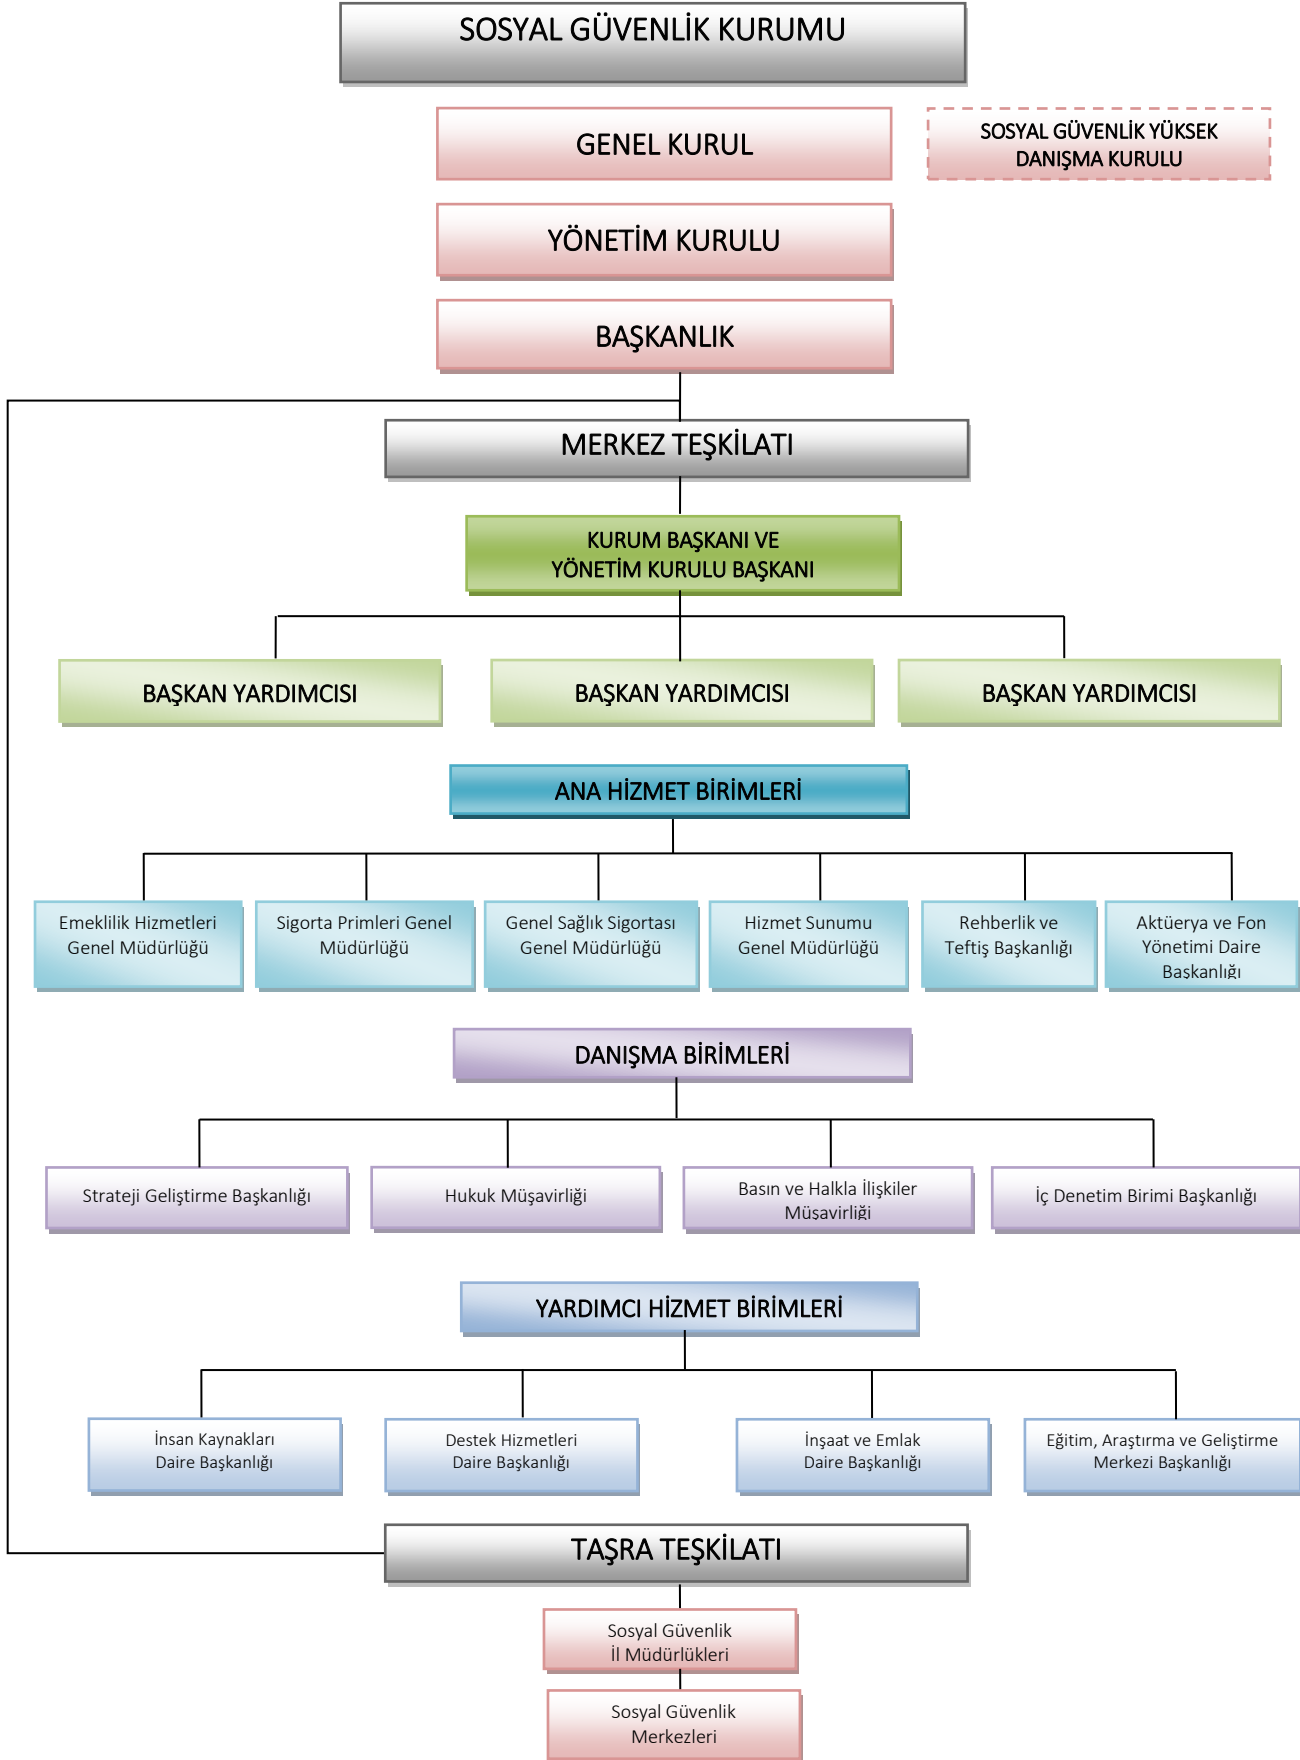 SOSYAL GÜVENLİK KURUMU
GENEL KURUL
SOSYAL GÜVENLİK YÜKSEK
DANIŞMA KURULU
YÖNETİM KURULU
BAŞKANLIK
MERKEZ TEŞKİLATI
KURUM BAŞKANI VE
YÖNETİM KURULU BAŞKANI
BAŞKAN YARDIMCISI
BAŞKAN YARDIMCISI
BAŞKAN YARDIMCISI
ANA HİZMET BİRİMLERİ
Emeklilik Hizmetleri
Genel Müdürlüğü
Sigorta Primleri Genel
Müdürlüğü
Genel Sağlık Sigortası
Genel Müdürlüğü
Hizmet Sunumu
Genel Müdürlüğü
Rehberlik ve
Teftiş Başkanlığı
Aktüerya ve Fon
Yönetimi Daire
Başkanlığı
DANIŞMA BİRİMLERİ
Strateji Geliştirme Başkanlığı
Hukuk Müşavirliği
Basın ve Halkla İlişkiler
Müşavirliği
İç Denetim Birimi Başkanlığı
YARDIMCI HİZMET BİRİMLERİ
İnsan Kaynakları
Daire Başkanlığı
Destek Hizmetleri
Daire Başkanlığı
İnşaat ve Emlak
Daire Başkanlığı
Eğitim, Araştırma ve Geliştirme
Merkezi Başkanlığı
TAŞRA TEŞKİLATI
Sosyal Güvenlik
İl Müdürlükleri
Sosyal Güvenlik
Merkezleri